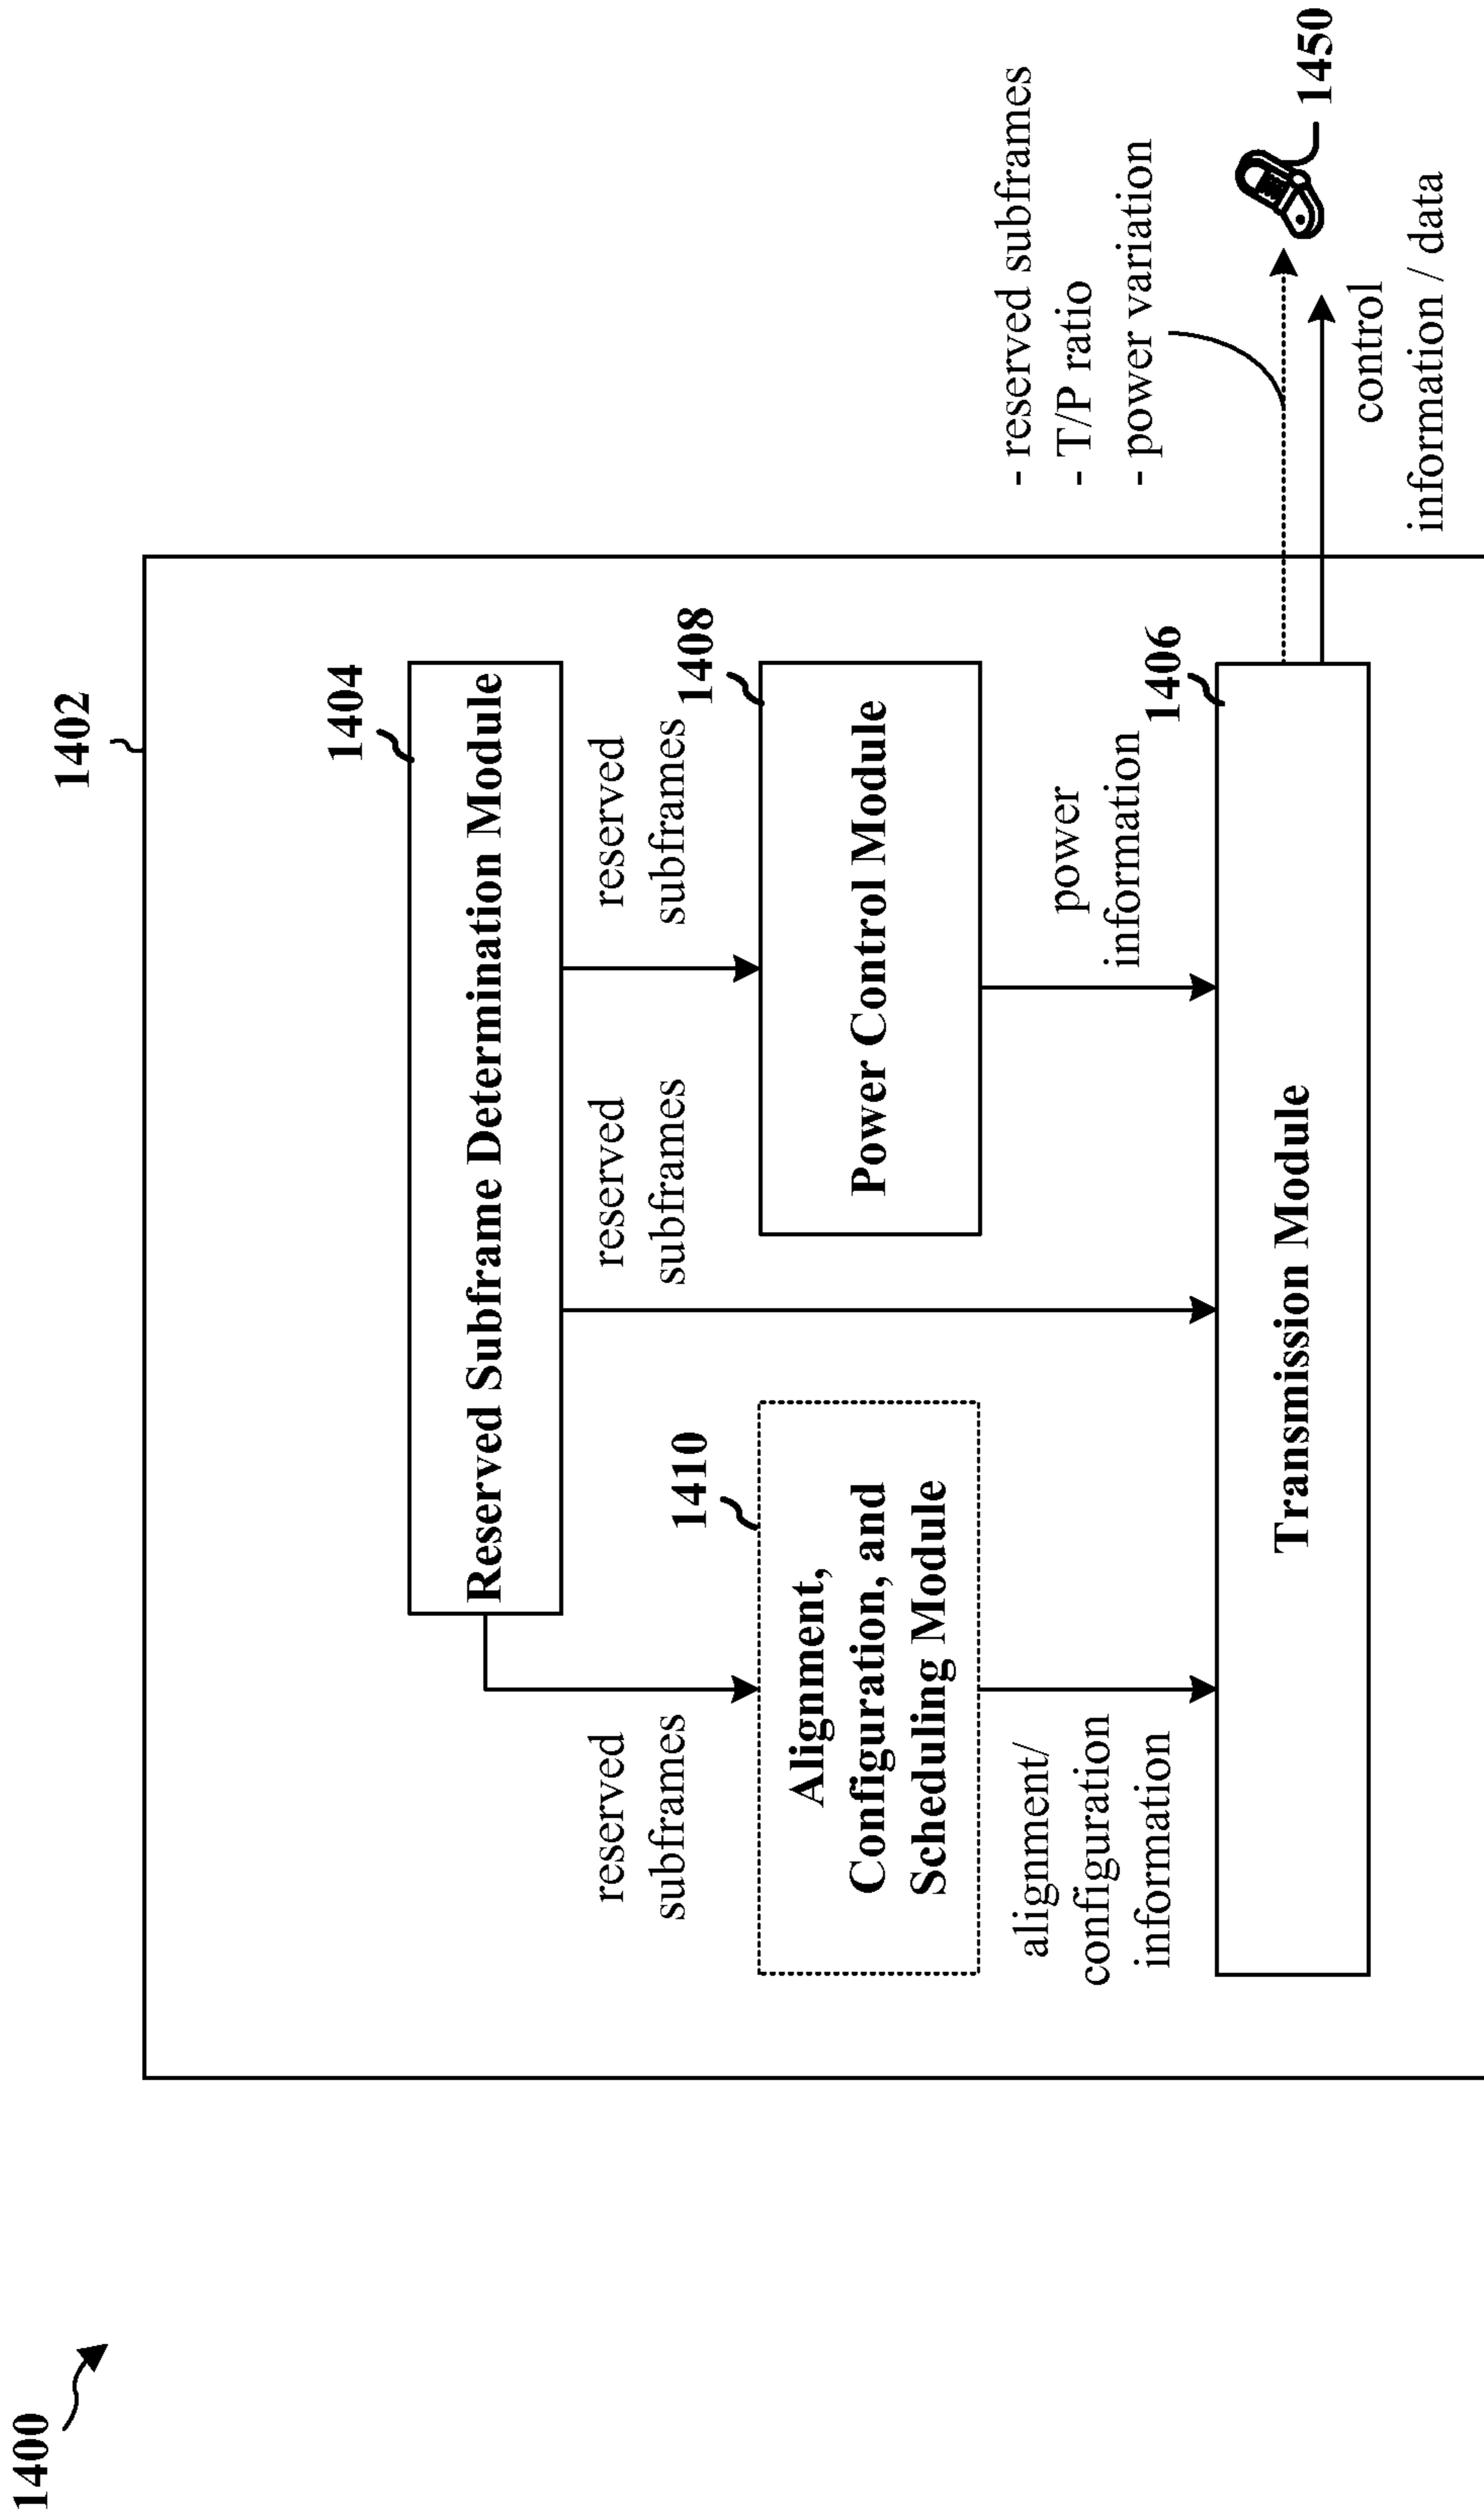 1400
1402
1404
Reserved Subframe Determination Module
reserved
subframes
reserved
subframes
reserved
subframes
1410
1408
Alignment,
Configuration, and
Scheduling Module
Power Control Module
alignment/
configuration
information
power
information
1406
Transmission Module
- reserved subframes
- T/P ratio
- power variation
1450
control
information / data